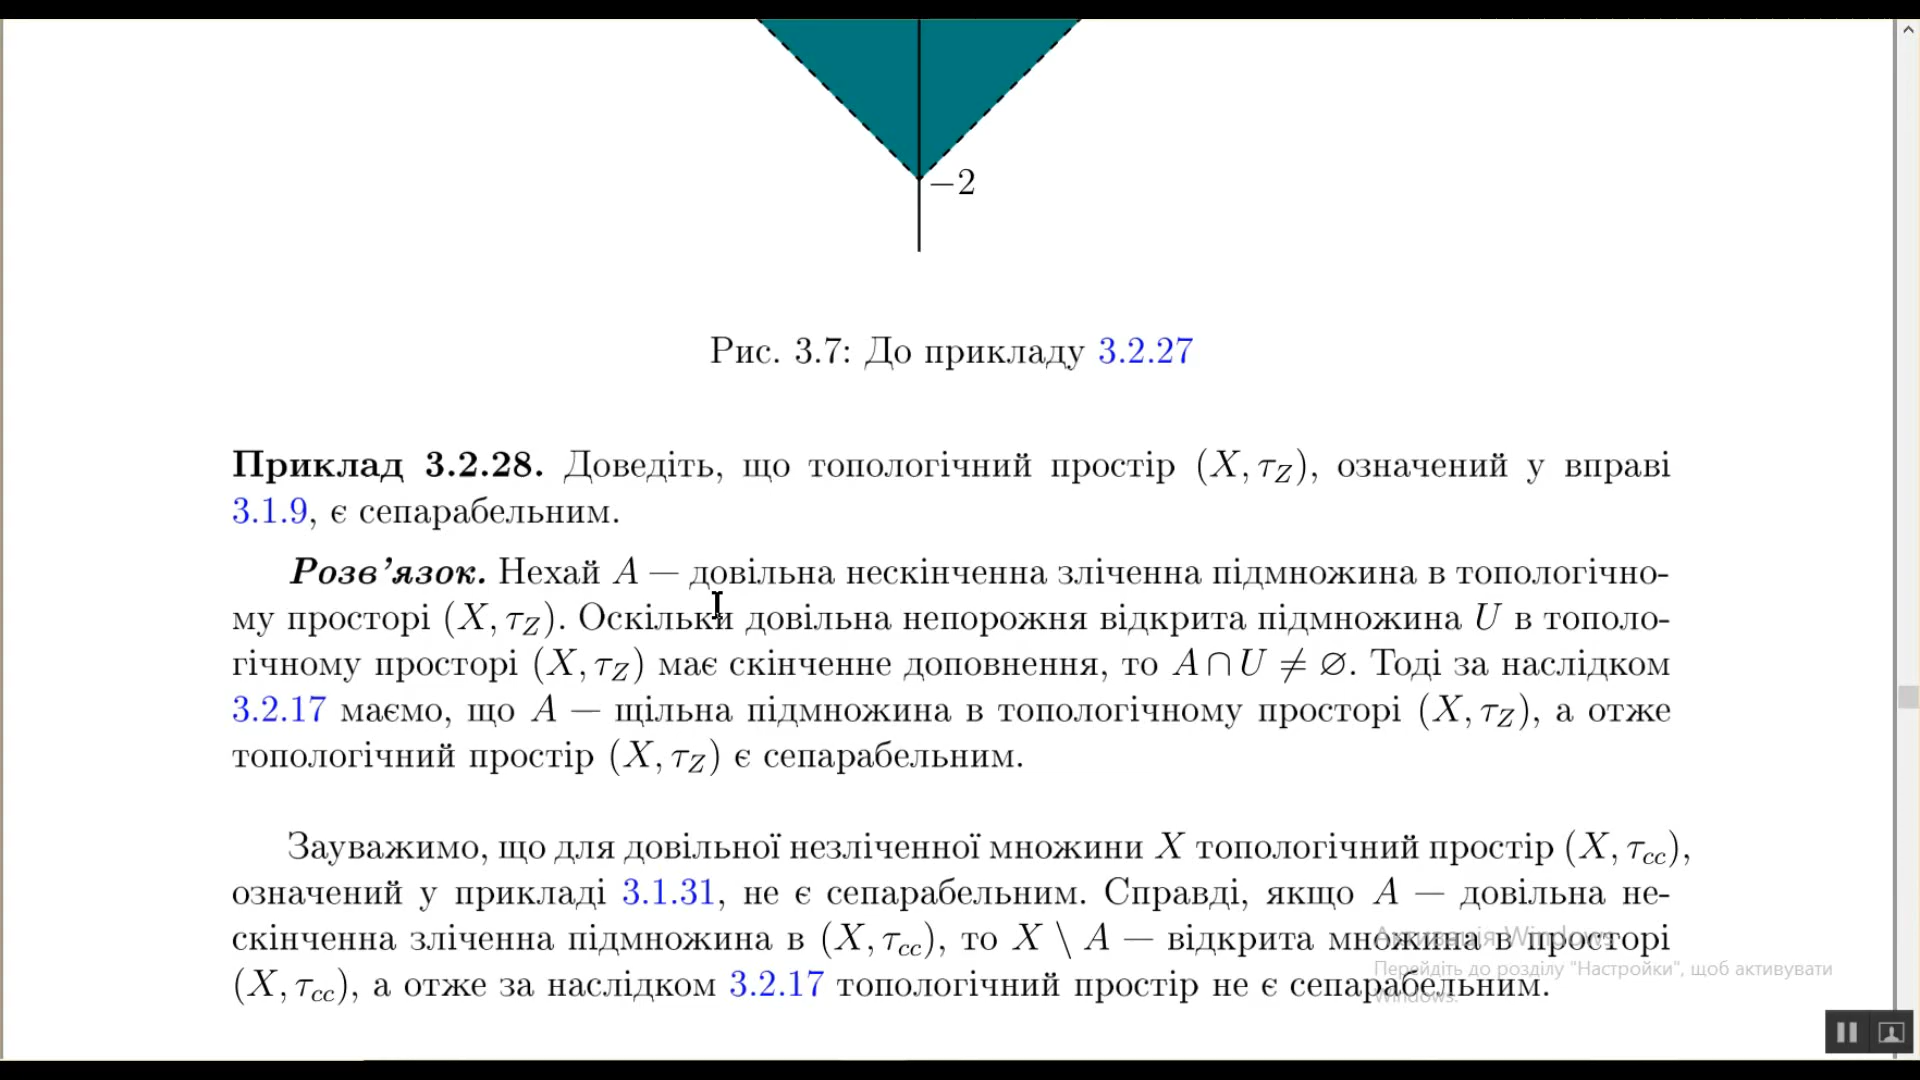 −2
Рис. 3.7: До прикладу 3.2.27
Приклад 3.2.28. Доведіть, що топологічний простір (X, τ_Z), означений у вправі
3.1.9, є сепарабельним.
Розв’язок. Нехай A — довільна нескінченна зліченна підмножина в топологічно-
му просторі (X, τ_Z). Оскільки довільна непорожня відкрита підмножина U в тополо-
гічному просторі (X, τ_Z) має скінченне доповнення, то A ∩ U ≠ ∅. Тоді за наслідком
3.2.17 маємо, що A — щільна підмножина в топологічному просторі (X, τ_Z), а отже
топологічний простір (X, τ_Z) є сепарабельним.
Зауважимо, що для довільної незліченної множини X топологічний простір (X, τ_cc),
означений у прикладі 3.1.31, не є сепарабельним. Справді, якщо A — довільна не-
скінченна зліченна підмножина в (X, τ_cc), то X \ A — відкрита множина в просторі
(X, τ_cc), а отже за наслідком 3.2.17 топологічний простір не є сепарабельним.
Активація Windows
Перейдіть до розділу "Настройки", щоб активувати
Windows.